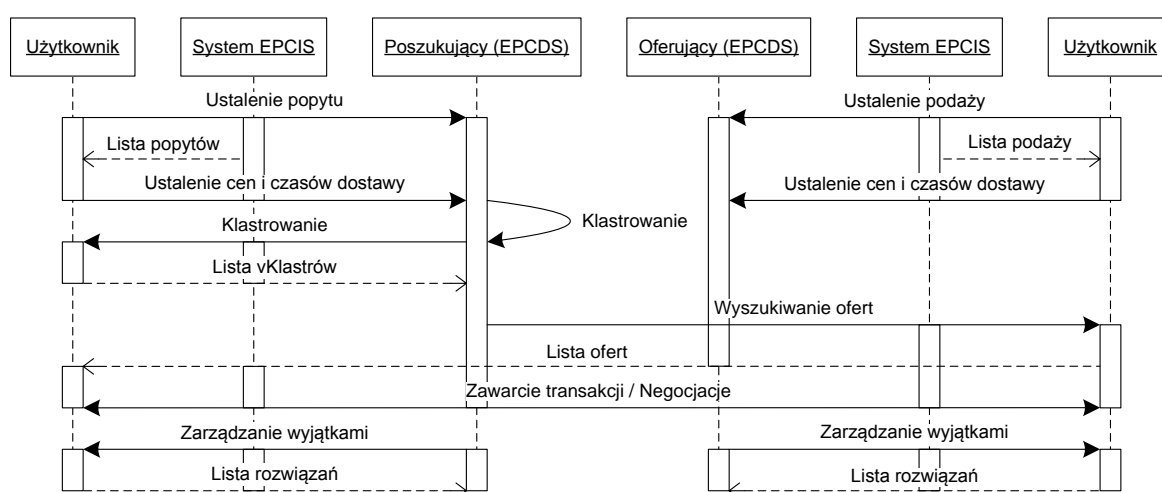 Użytkownik
System EPCIS
Poszukujący (EPCDS)
Oferujący (EPCDS)
System EPCIS
Użytkownik
Ustalenie popytu
Ustalenie podaży
Lista popytów
Lista podaży
Ustalenie cen i czasów dostawy
Ustalenie cen i czasów dostawy
Klastrowanie
Klastrowanie
Lista vKlastrów
Wyszukiwanie ofert
Lista ofert
Zawarcie transakcji / Negocjacje
Zarządzanie wyjątkami
Zarządzanie wyjątkami
Lista rozwiązań
Lista rozwiązań